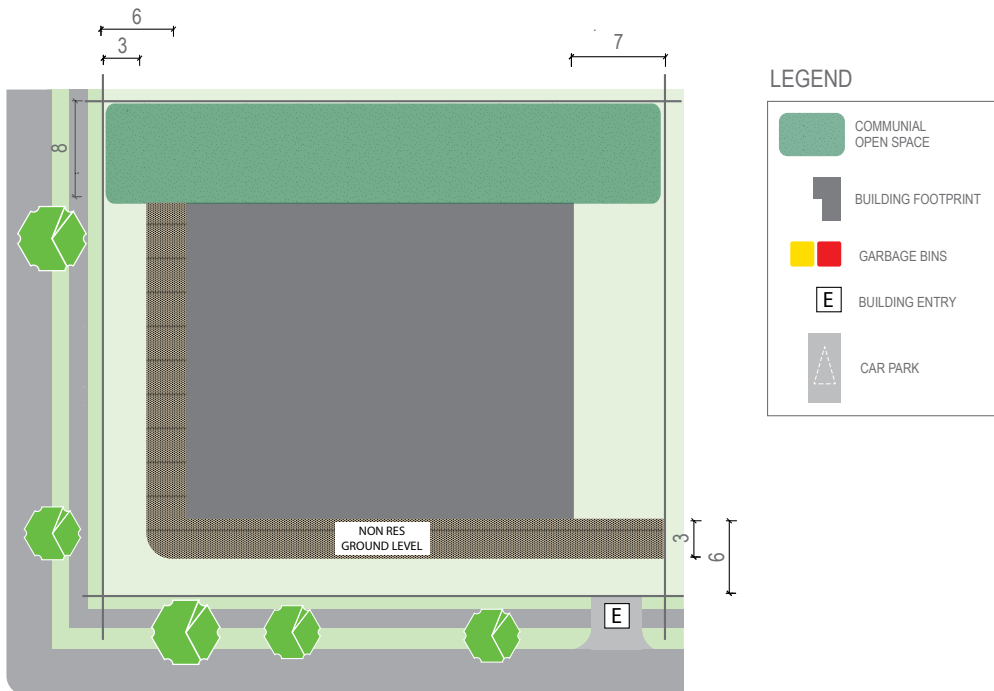 6
3
7
8
NON RES
GROUND LEVEL
3
6
E
LEGEND
COMMUNIAL
OPEN SPACE
BUILDING FOOTPRINT
GARBAGE BINS
E
BUILDING ENTRY
CAR PARK